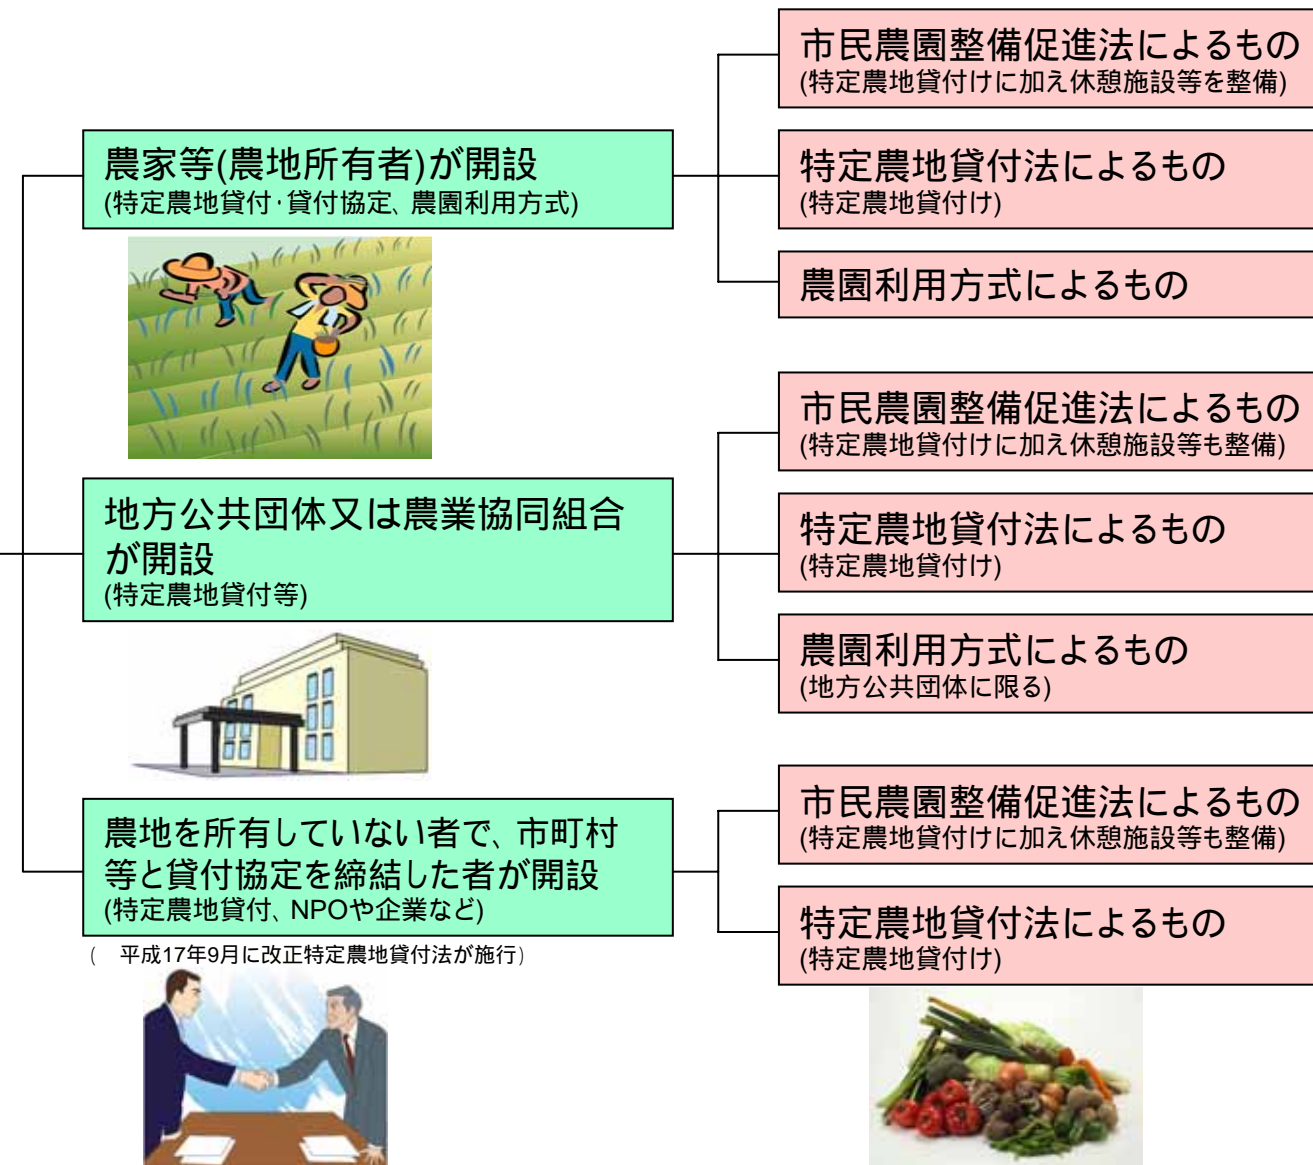 市民農園整備促進法によるもの
(特定農地貸付けに加え休憩施設等を整備)
農家等(農地所有者)が開設
(特定農地貸付・貸付協定、農園利用方式)
特定農地貸付法によるもの
(特定農地貸付け)
農園利用方式によるもの
市民農園整備促進法によるもの
(特定農地貸付けに加え休憩施設等も整備)
地方公共団体又は農業協同組合
が開設
(特定農地貸付等)
特定農地貸付法によるもの
(特定農地貸付け)
農園利用方式によるもの
(地方公共団体に限る)
市民農園整備促進法によるもの
(特定農地貸付けに加え休憩施設等も整備)
農地を所有していない者で、市町村
等と貸付協定を締結した者が開設
(特定農地貸付、NPOや企業など)
( 平成17年9月に改正特定農地貸付法が施行)
特定農地貸付法によるもの
(特定農地貸付け)